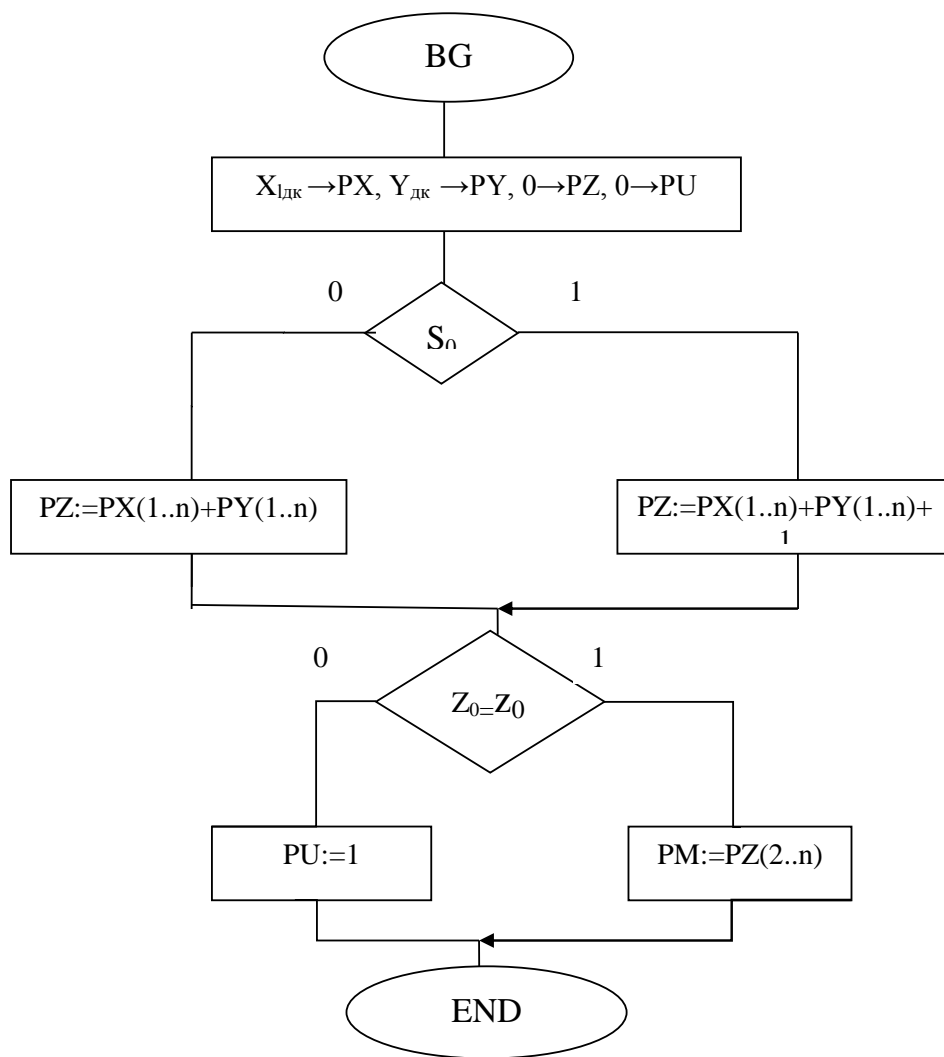 BG
Xlдк→PX, Yдк →PY, 0→PZ, 0→PU
0
1
S0
PZ:=PX(1..n)+PY(1..n)
PZ:=PX(1..n)+PY(1..n)+
1
0
1
Z0=Z0
PU:=1
PM:=PZ(2..n)
END